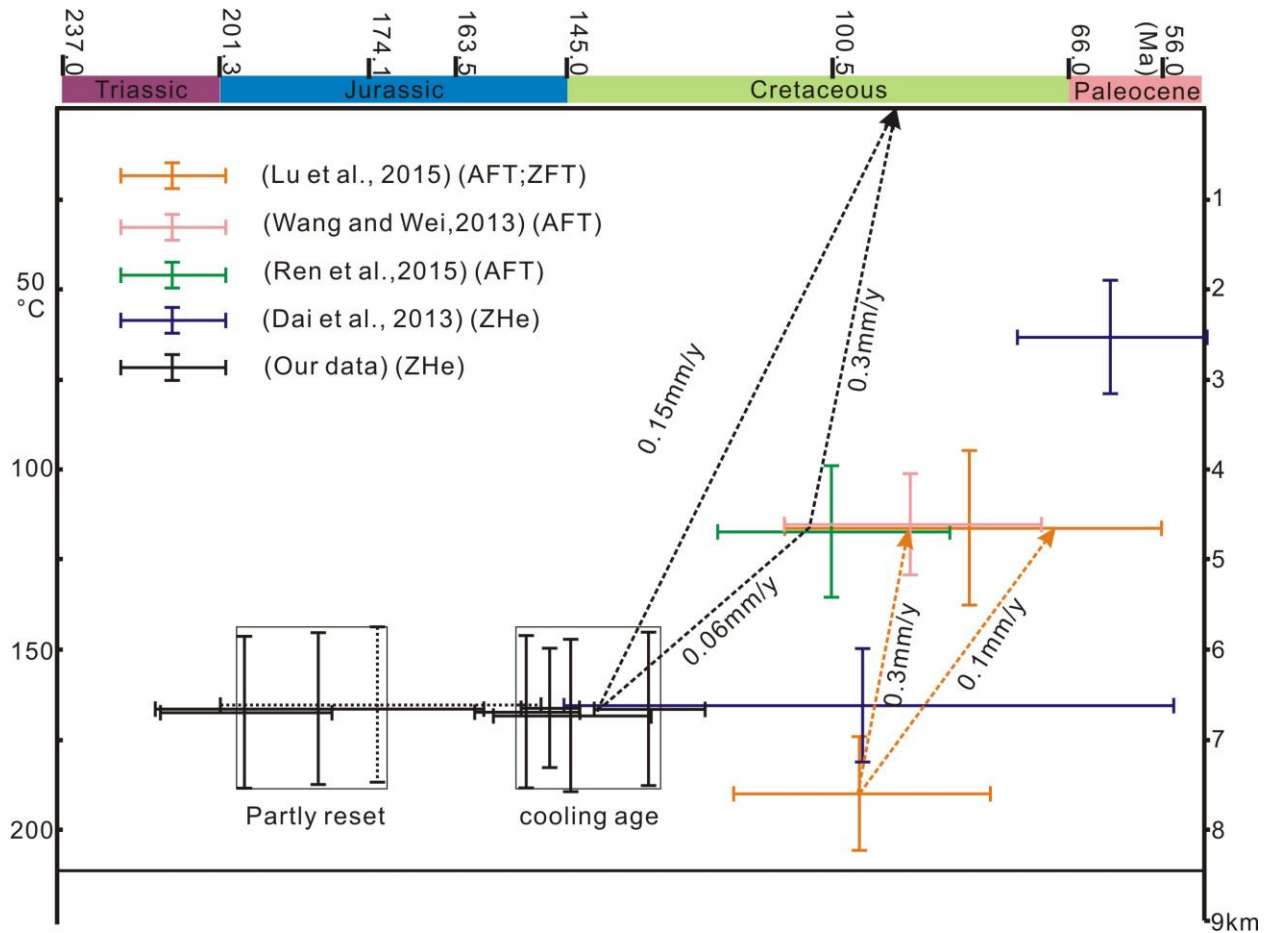 237.0
201.3
174.1
163.5
145.0
100.5
66.0
56.0
(Ma)
Triassic
Jurassic
Cretaceous
Paleocene
(Lu et al., 2015) (AFT;ZFT)
(Wang and Wei,2013) (AFT)
(Ren et al.,2015) (AFT)
(Dai et al., 2013) (ZHe)
(Our data) (ZHe)
50
°C
100
150
200
1
2
3
4
5
6
7
8
9km
0.15mm/y
0.3mm/y
0.06mm/y
0.3mm/y
0.1mm/y
Partly reset
cooling age